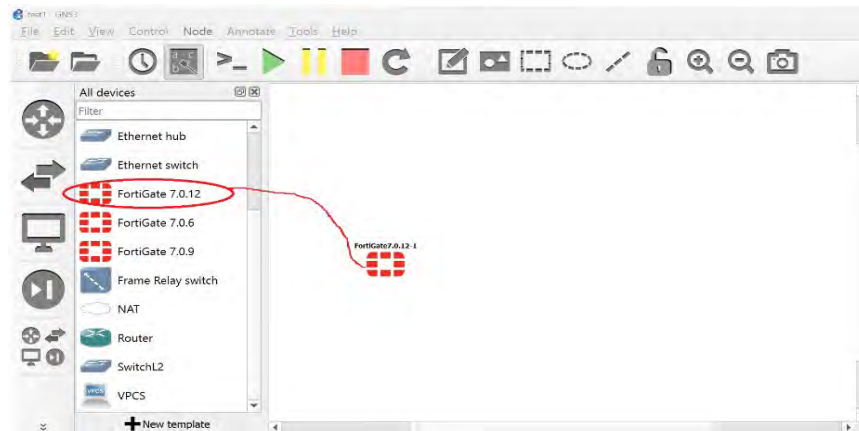 test1 - GNS3
File Edit View Control Node Annotate Tools Help
All devices
Filter
Ethernet hub
Ethernet switch
FortiGate 7.0.12
FortiGate 7.0.6
FortiGate 7.0.9
Frame Relay switch
NAT
Router
SwitchL2
VPCS
New template
FortiGate7.0.12-1